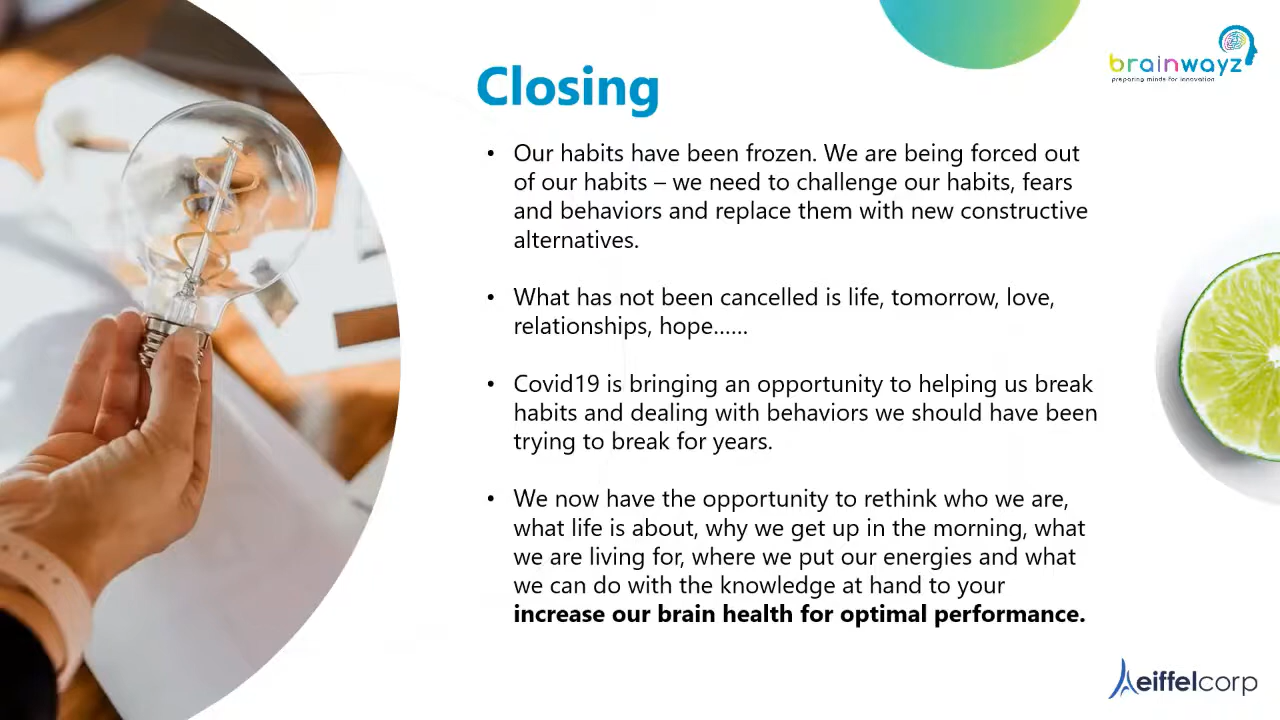 Closing
brainwayz
preparing minds for innovation
• Our habits have been frozen. We are being forced out
of our habits – we need to challenge our habits, fears
and behaviors and replace them with new constructive
alternatives.
• What has not been cancelled is life, tomorrow, love,
relationships, hope......
• Covid19 is bringing an opportunity to helping us break
habits and dealing with behaviors we should have been
trying to break for years.
• We now have the opportunity to rethink who we are,
what life is about, why we get up in the morning, what
we are living for, where we put our energies and what
we can do with the knowledge at hand to your
increase our brain health for optimal performance.
eiffelcorp